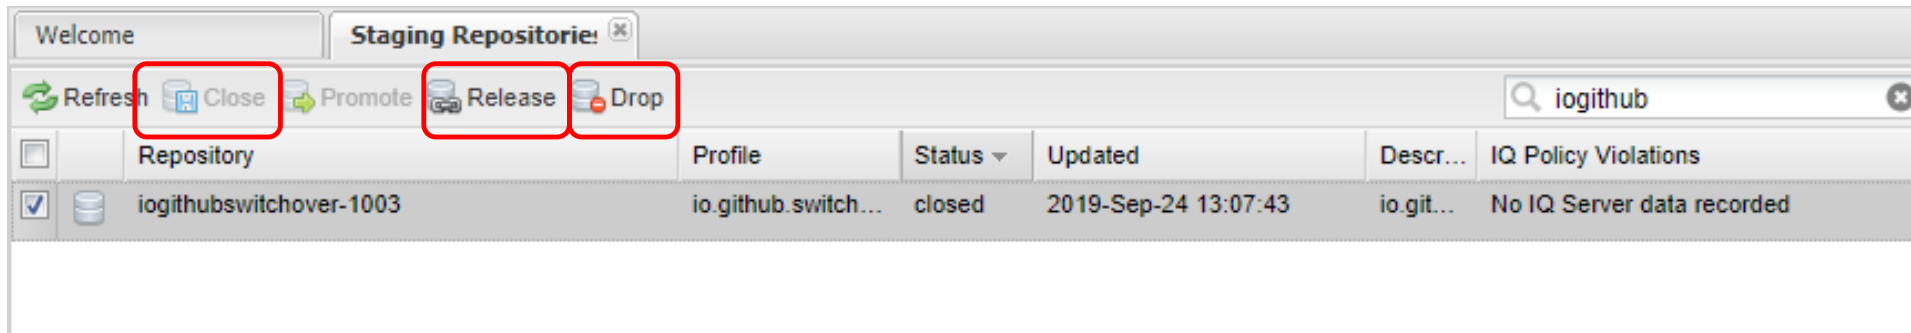 Welcome Staging Repositories
Refresh Close Promote Release Drop iogithub
Repository Profile Status Updated Descr... IQ Policy Violations
iogithubswitchover-1003 io.github.switch... closed 2019-Sep-24 13:07:43 io.git... No IQ Server data recorded